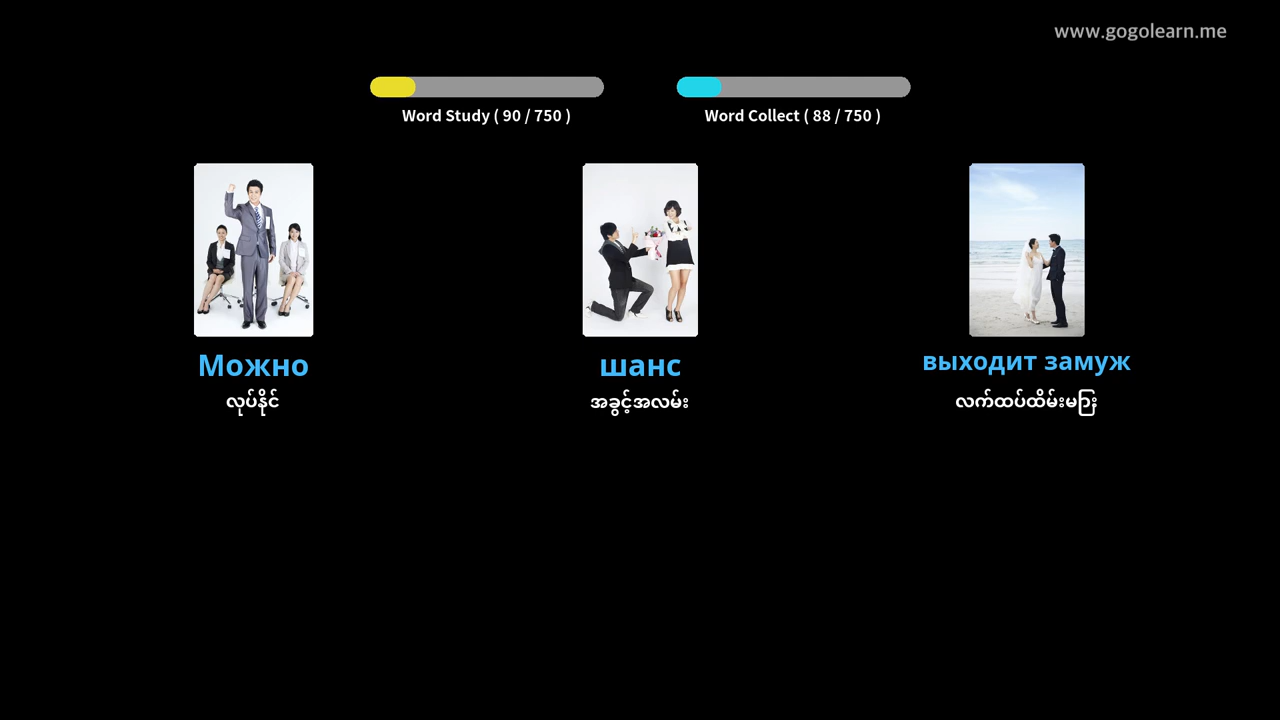 www.gogolearn.me
Word Study ( 90 / 750 )
Word Collect ( 88 / 750 )
Можно
လုပ်နိုင်
шанс
အခွင့်အလမ်း
выходит замуж
လက်ထပ်ထိမ်းမြား